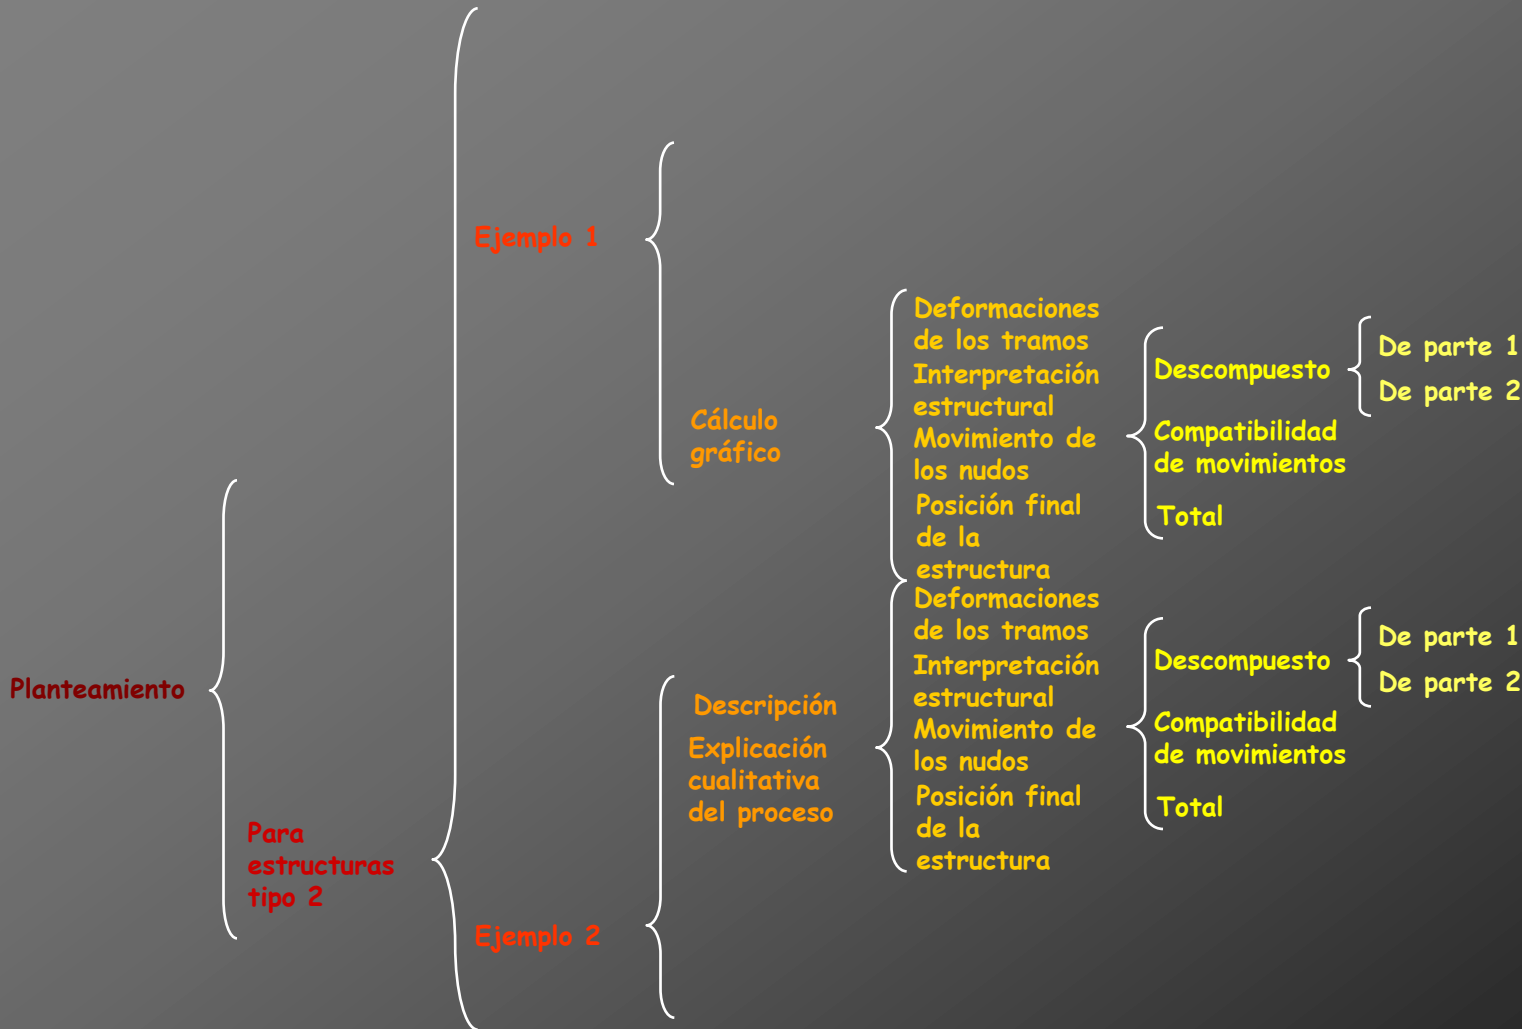 Planteamiento
Para
estructuras
tipo 2
Ejemplo 1
Cálculo
gráfico
Deformaciones
de los tramos
Interpretación
estructural
Movimiento de
los nudos
Posición final
de la
estructura
Descompuesto
De parte 1
De parte 2
Compatibilidad
de movimientos
Total
Ejemplo 2
Descripción
Explicación
cualitativa
del proceso
Deformaciones
de los tramos
Interpretación
estructural
Movimiento de
los nudos
Posición final
de la
estructura
Descompuesto
De parte 1
De parte 2
Compatibilidad
de movimientos
Total